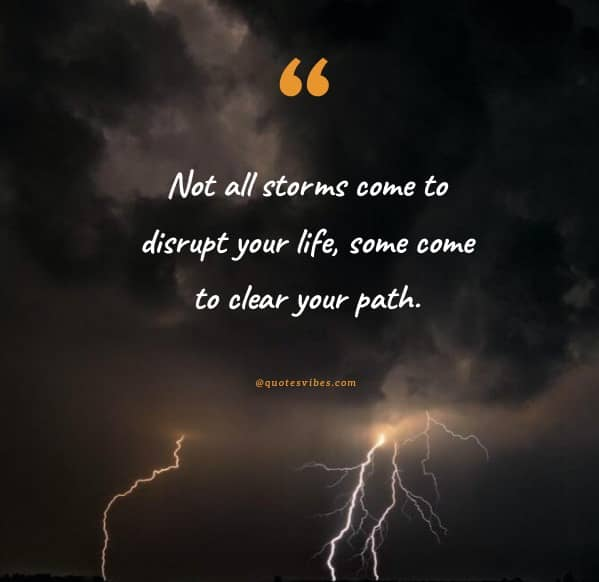 “
Not all storms come to
disrupt your life, some come
to clear your path.
@quotesvibes.com